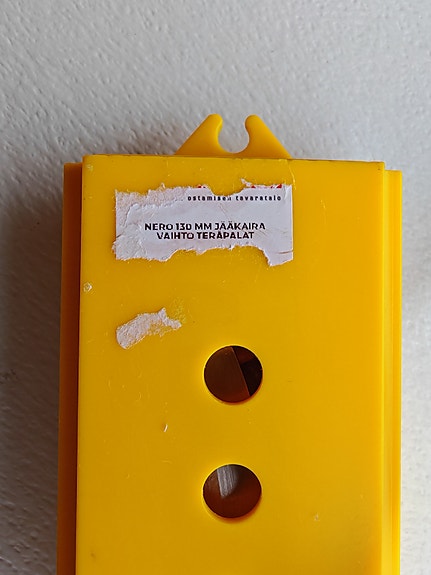 ostamisen tavaratalo
NERO 130 MM JÄÄKAIRA
VAIHTO TERÄPALAT